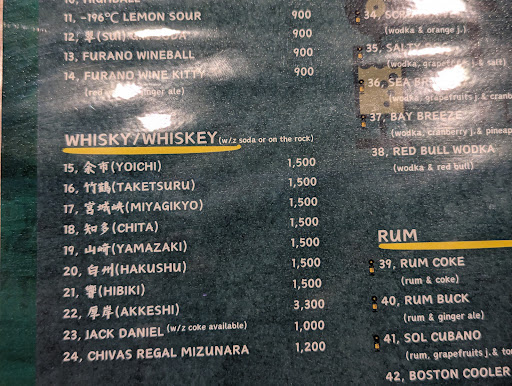 11, -196℃ LEMON SOUR 900
12, 翠(SUI) 900
13, FURANO WINEBALL 900
14, FURANO WINE KITTY 900
(red ginger ale)
WHISKY/WHISKEY (w/z soda or on the rock)
15, 余市(YOICHI) 1,500
16, 竹鶴(TAKETSURU) 1,500
17, 宮城峡(MIYAGIKYO) 1,500
18, 知多(CHITA) 1,500
19, 山崎(YAMAZAKI) 1,500
20, 白州(HAKUSHU) 1,500
21, 響(HIBIKI) 1,500
22, 厚岸(AKKESHI) 3,300
23, JACK DANIEL (w/z coke available) 1,000
24, CHIVAS REGAL MIZUNARA 1,200
34,
(wodka & orange j.)
35, SALTY
(wodka, grapefruits j. & salt)
36, SEA
(wodka, grapefruits j. & cranb
37, BAY BREEZE
(wodka, cranberry j. & pineap
38, RED BULL WODKA
(wodka & red bull)
RUM
39, RUM COKE
(rum & coke)
40, RUM BUCK
(rum & ginger ale)
41, SOL CUBANO
(rum, grapefruits j. & to
42, BOSTON COOLER